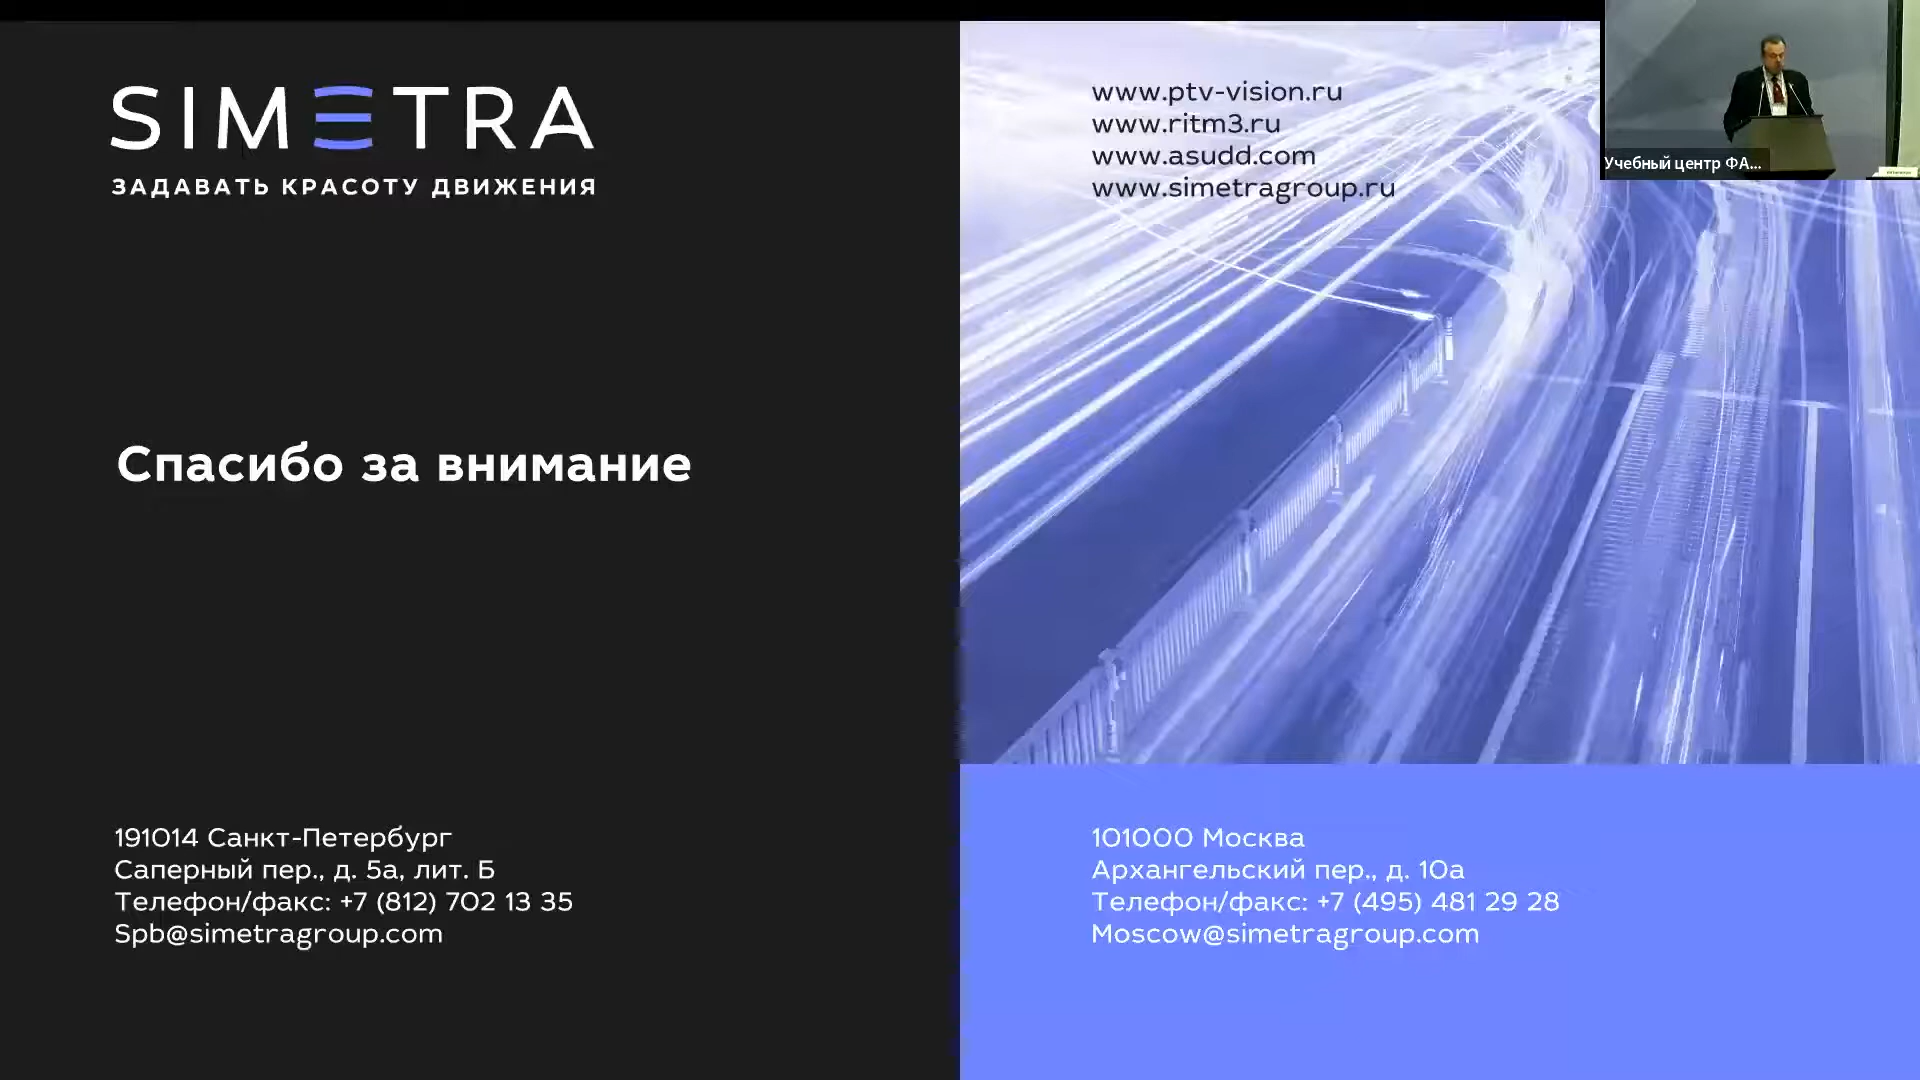 SIMETRA
ЗАДАВАТЬ КРАСОТУ ДВИЖЕНИЯ
www.ptv-vision.ru
www.ritm3.ru
www.asudd.com
www.simetragroup.ru
Учебный центр ФА...
Спасибо за внимание
191014 Санкт-Петербург
Саперный пер., д. 5а, лит. Б
Телефон/факс: +7 (812) 702 13 35
Spb@simetragroup.com
101000 Москва
Архангельский пер., д. 10а
Телефон/факс: +7 (495) 481 29 28
Moscow@simetragroup.com